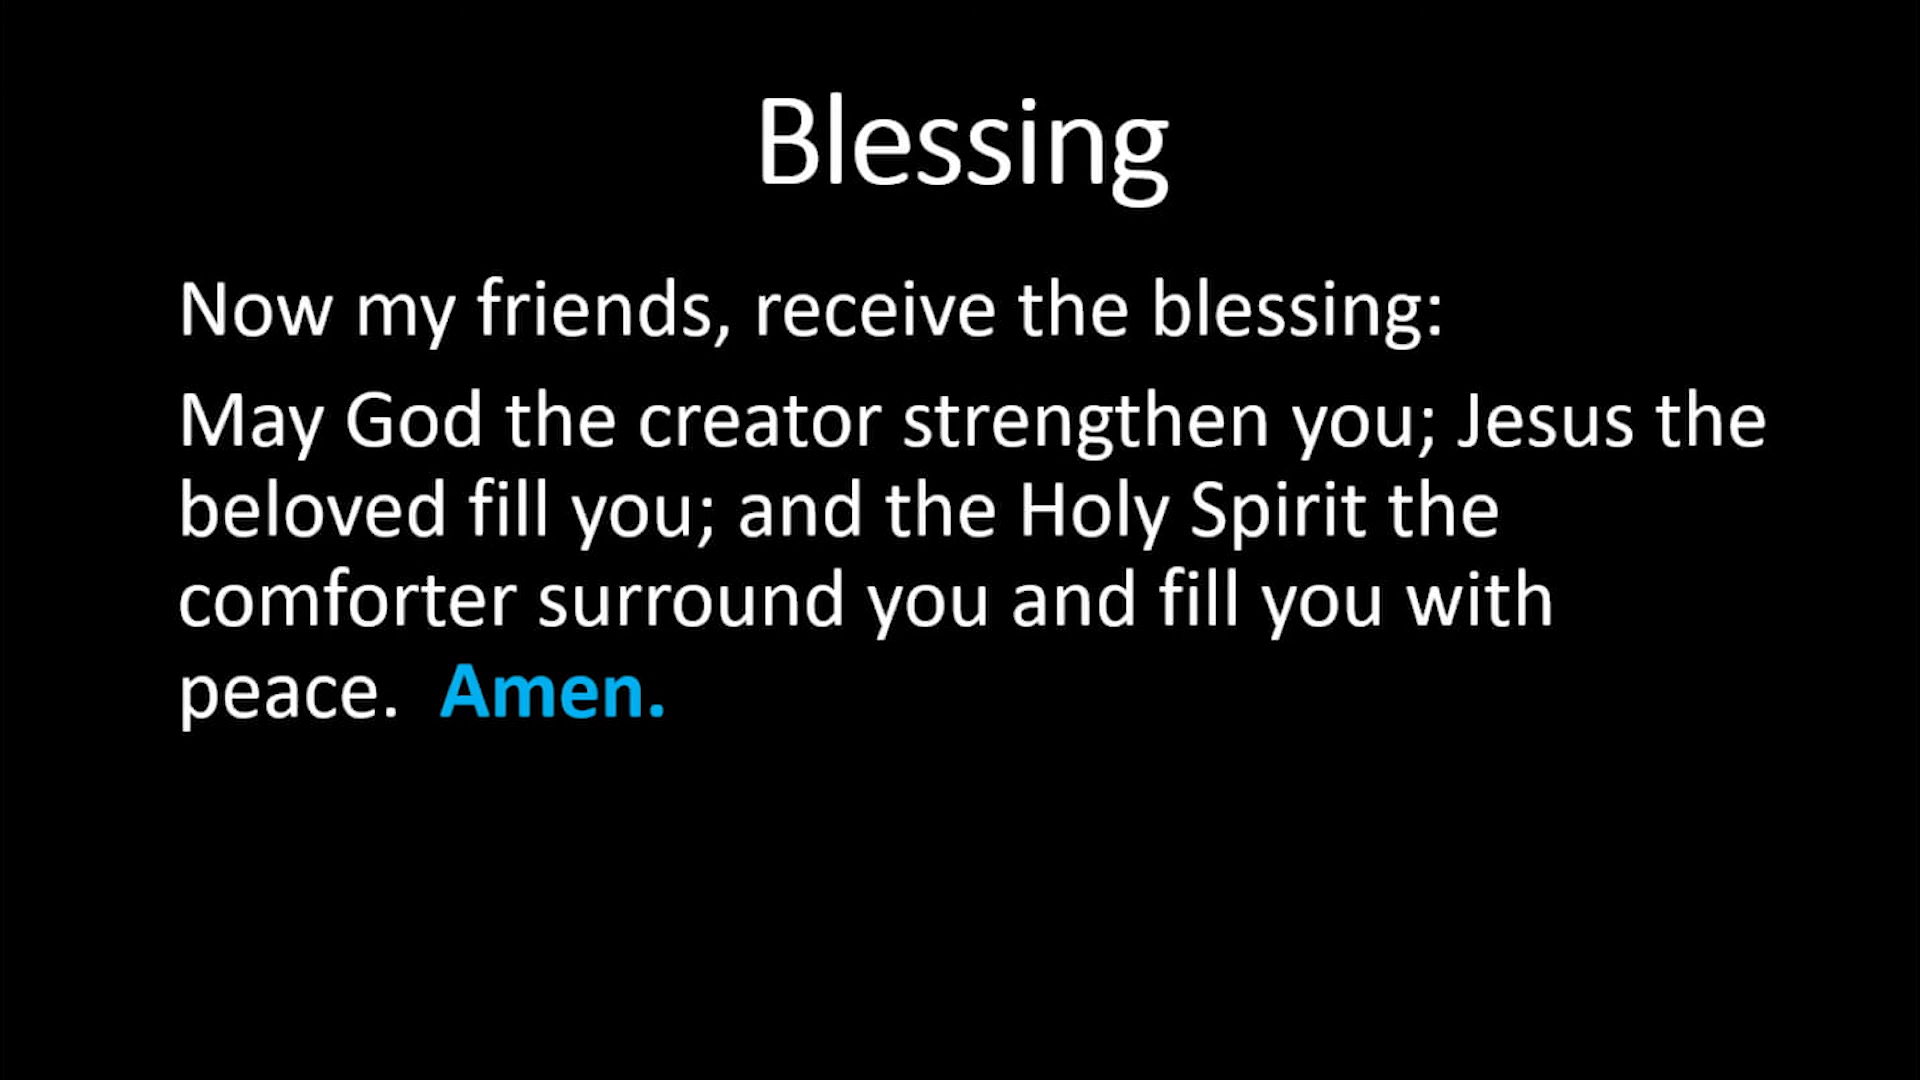 Blessing
Now my friends, receive the blessing:
May God the creator strengthen you; Jesus the
beloved fill you; and the Holy Spirit the
comforter surround you and fill you with
peace.  Amen.